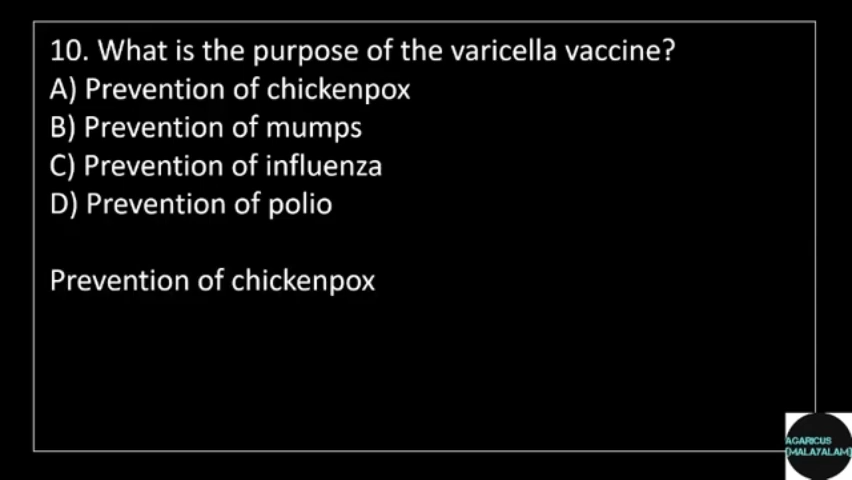 10. What is the purpose of the varicella vaccine?
A) Prevention of chickenpox
B) Prevention of mumps
C) Prevention of influenza
D) Prevention of polio
Prevention of chickenpox
AGARICUS
(MALAYALAM)